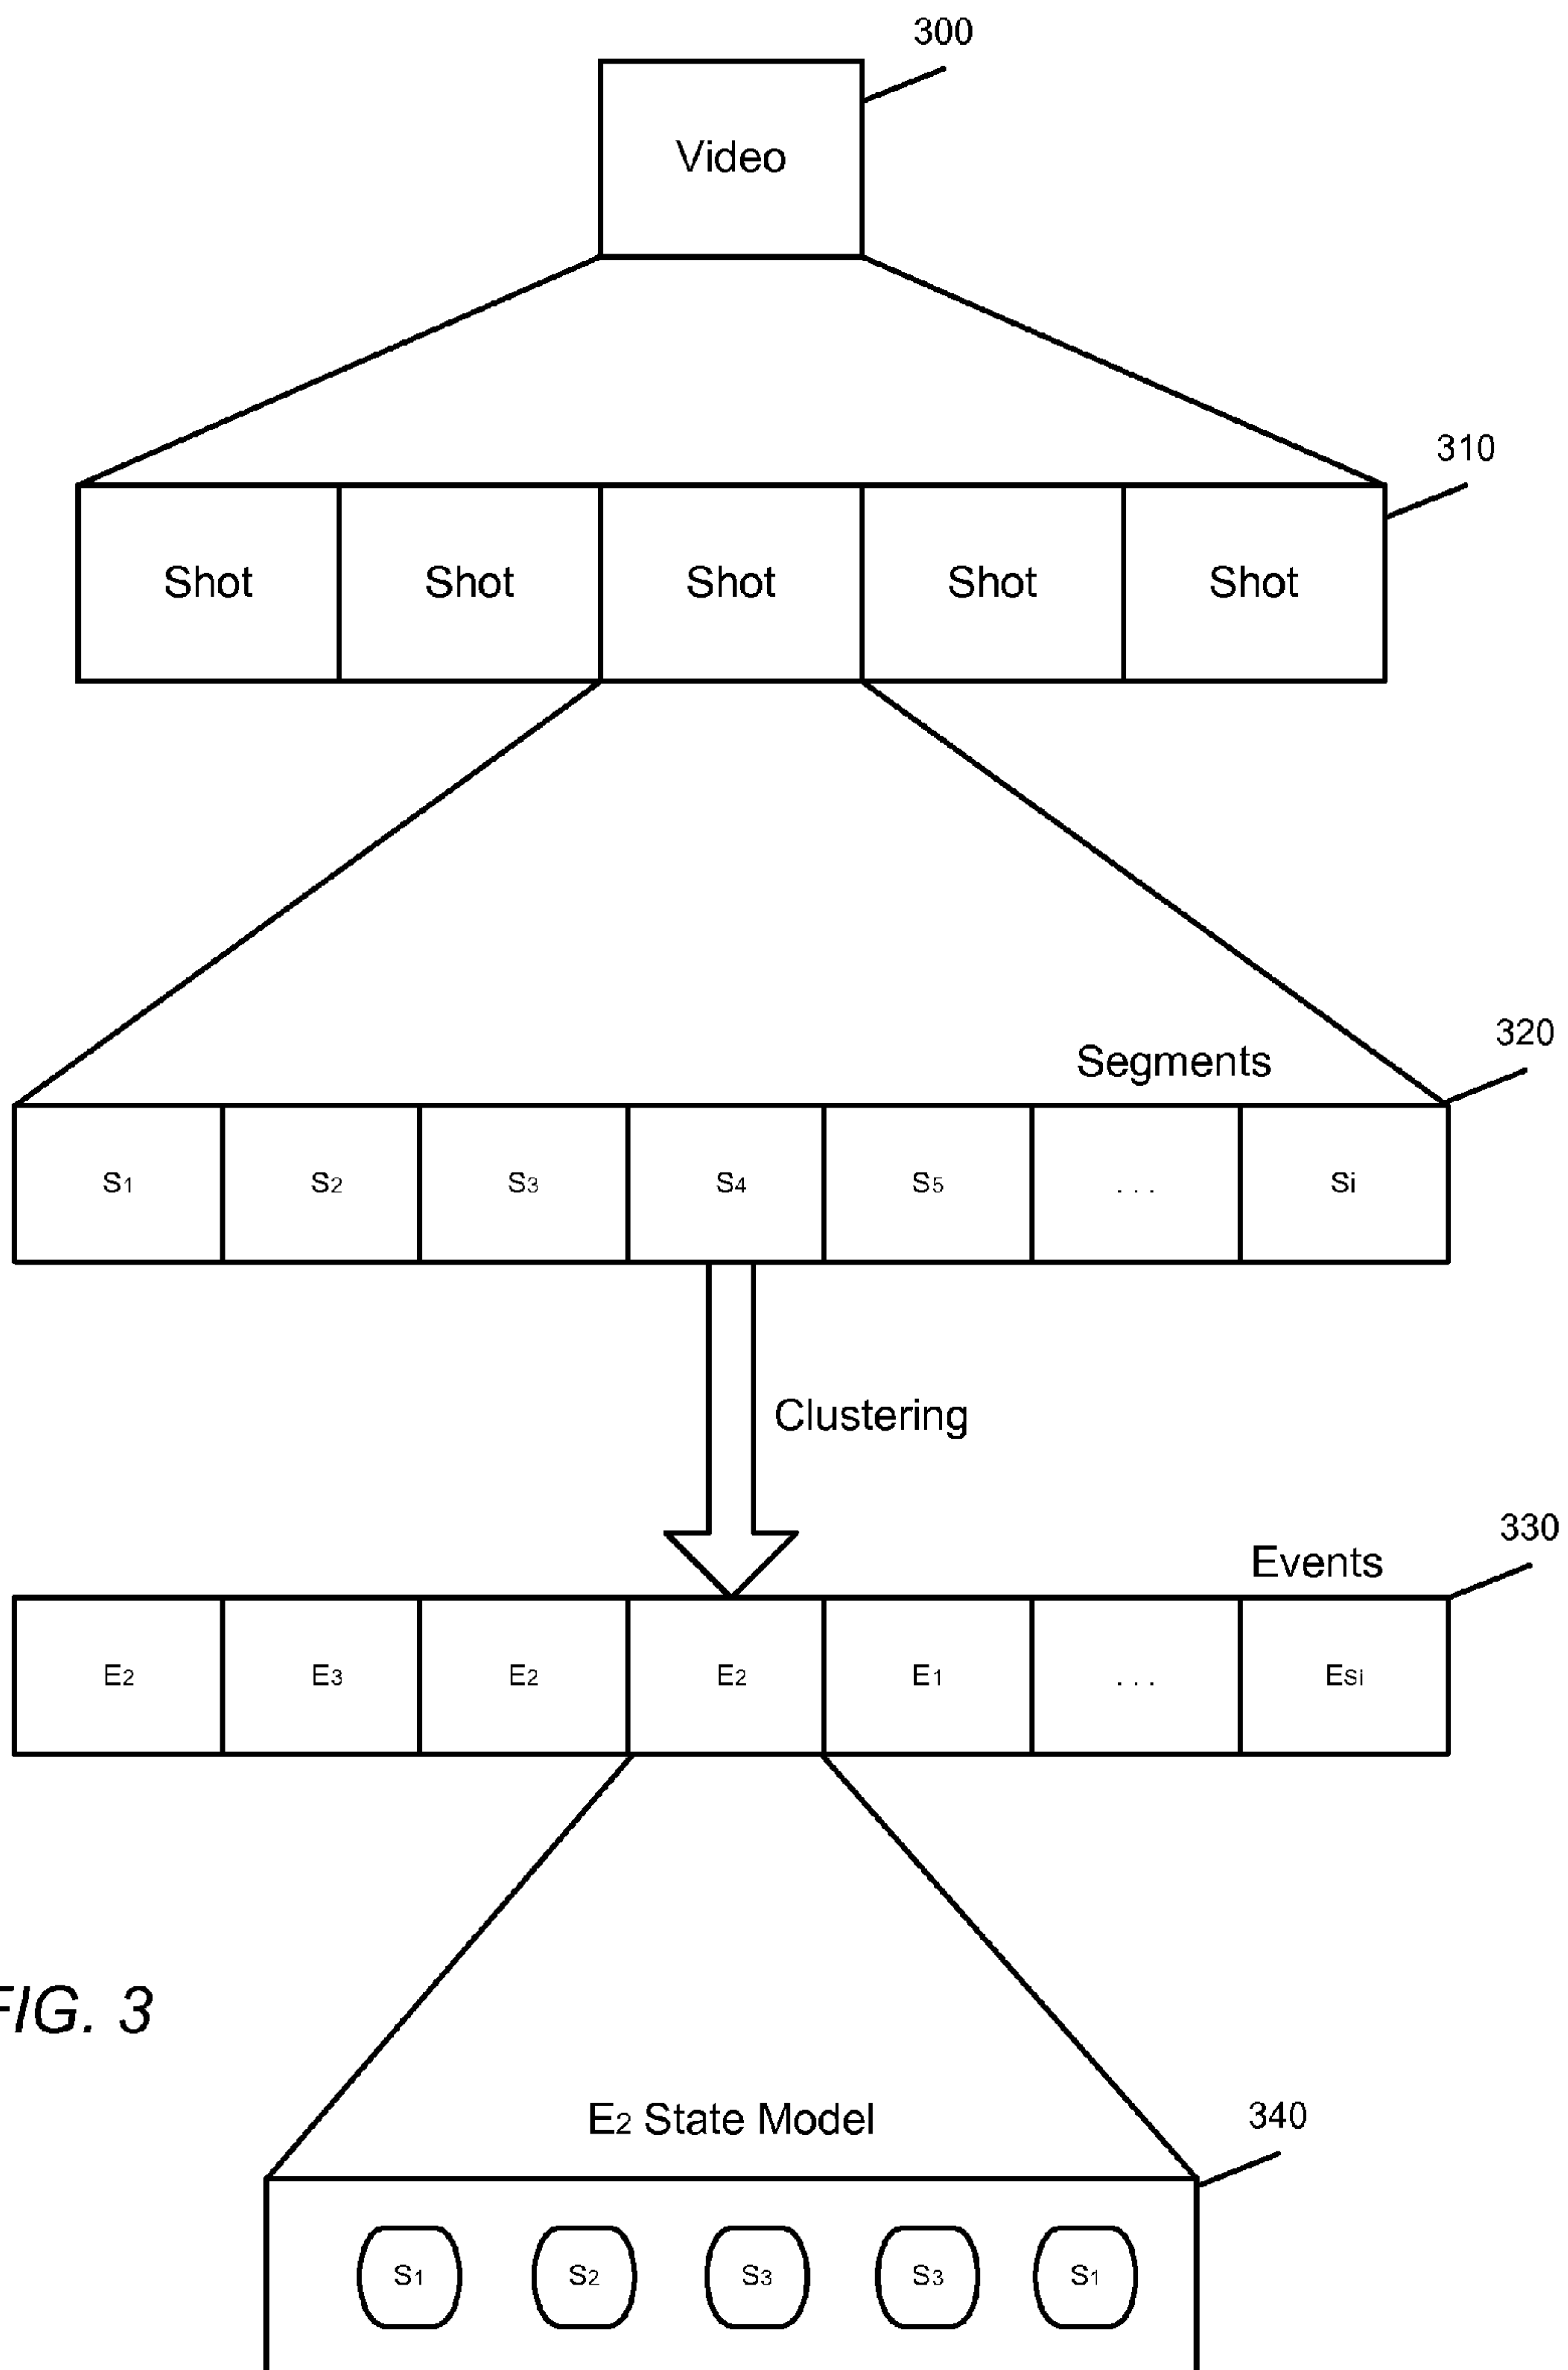 300
Video
310
Shot Shot Shot Shot Shot
320
Segments
S1 S2 S3 S4 S5 . . . Si
Clustering
330
Events
E2 E3 E2 E2 E1 . . . ESi
FIG. 3
E2 State Model
340
S1 S2 S3 S3 S1